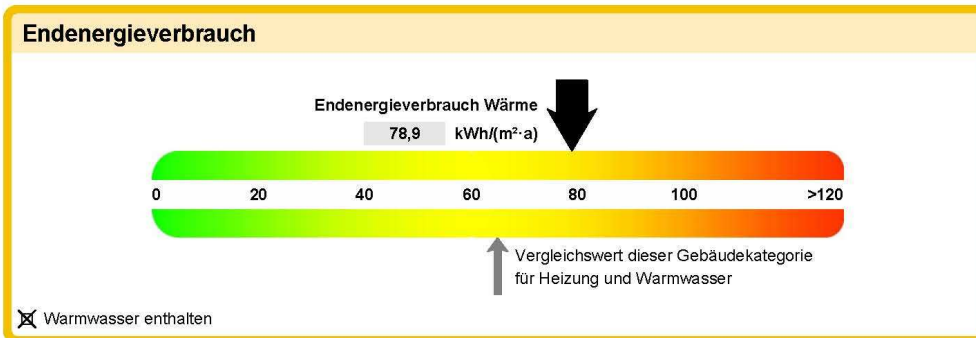 Endenergieverbrauch
Endenergieverbrauch Wärme
78,9 kWh/(m²·a)
0 20 40 60 80 100 >120
Vergleichswert dieser Gebäudekategorie
für Heizung und Warmwasser
Warmwasser enthalten